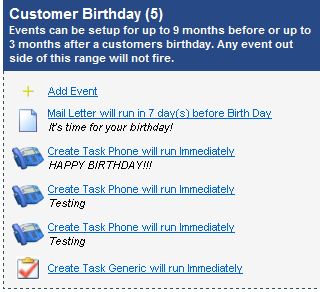 Customer Birthday (5)
Events can be setup for up to 9 months before or up to
3 months after a customers birthday. Any event out
side of this range will not fire.
Add Event
Mail Letter will run in 7 day(s) before Birth Day
It's time for your birthday!
Create Task Phone will run Immediately
HAPPY BIRTHDAY!!!
Create Task Phone will run Immediately
Testing
Create Task Phone will run Immediately
Testing
Create Task Generic will run Immediately